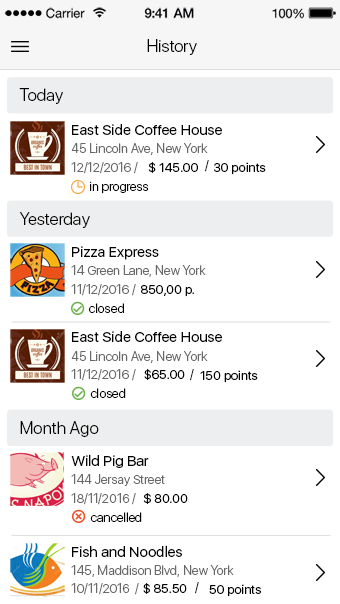 Carrier 9:41 AM 100%
History
Today
ORGANIC
coffee
BEST IN TOWN
East Side Coffee House
45 Lincoln Ave, New York
12/12/2016 / $ 145.00 / 30 points
in progress
Yesterday
PIZZA
Pizza Express
14 Green Lane, New York
11/12/2016 / 850,00 p.
closed
ORGANIC
coffee
BEST IN TOWN
East Side Coffee House
45 Lincoln Ave, New York
11/12/2016 / $65.00 / 150 points
closed
Month Ago
Wild Pig Bar
144 Jersay Street
18/11/2016 / $ 80.00
cancelled
Fish and Noodles
145, Maddison Blvd, New York
10/11/2016 / $ 85.50 / 50 points